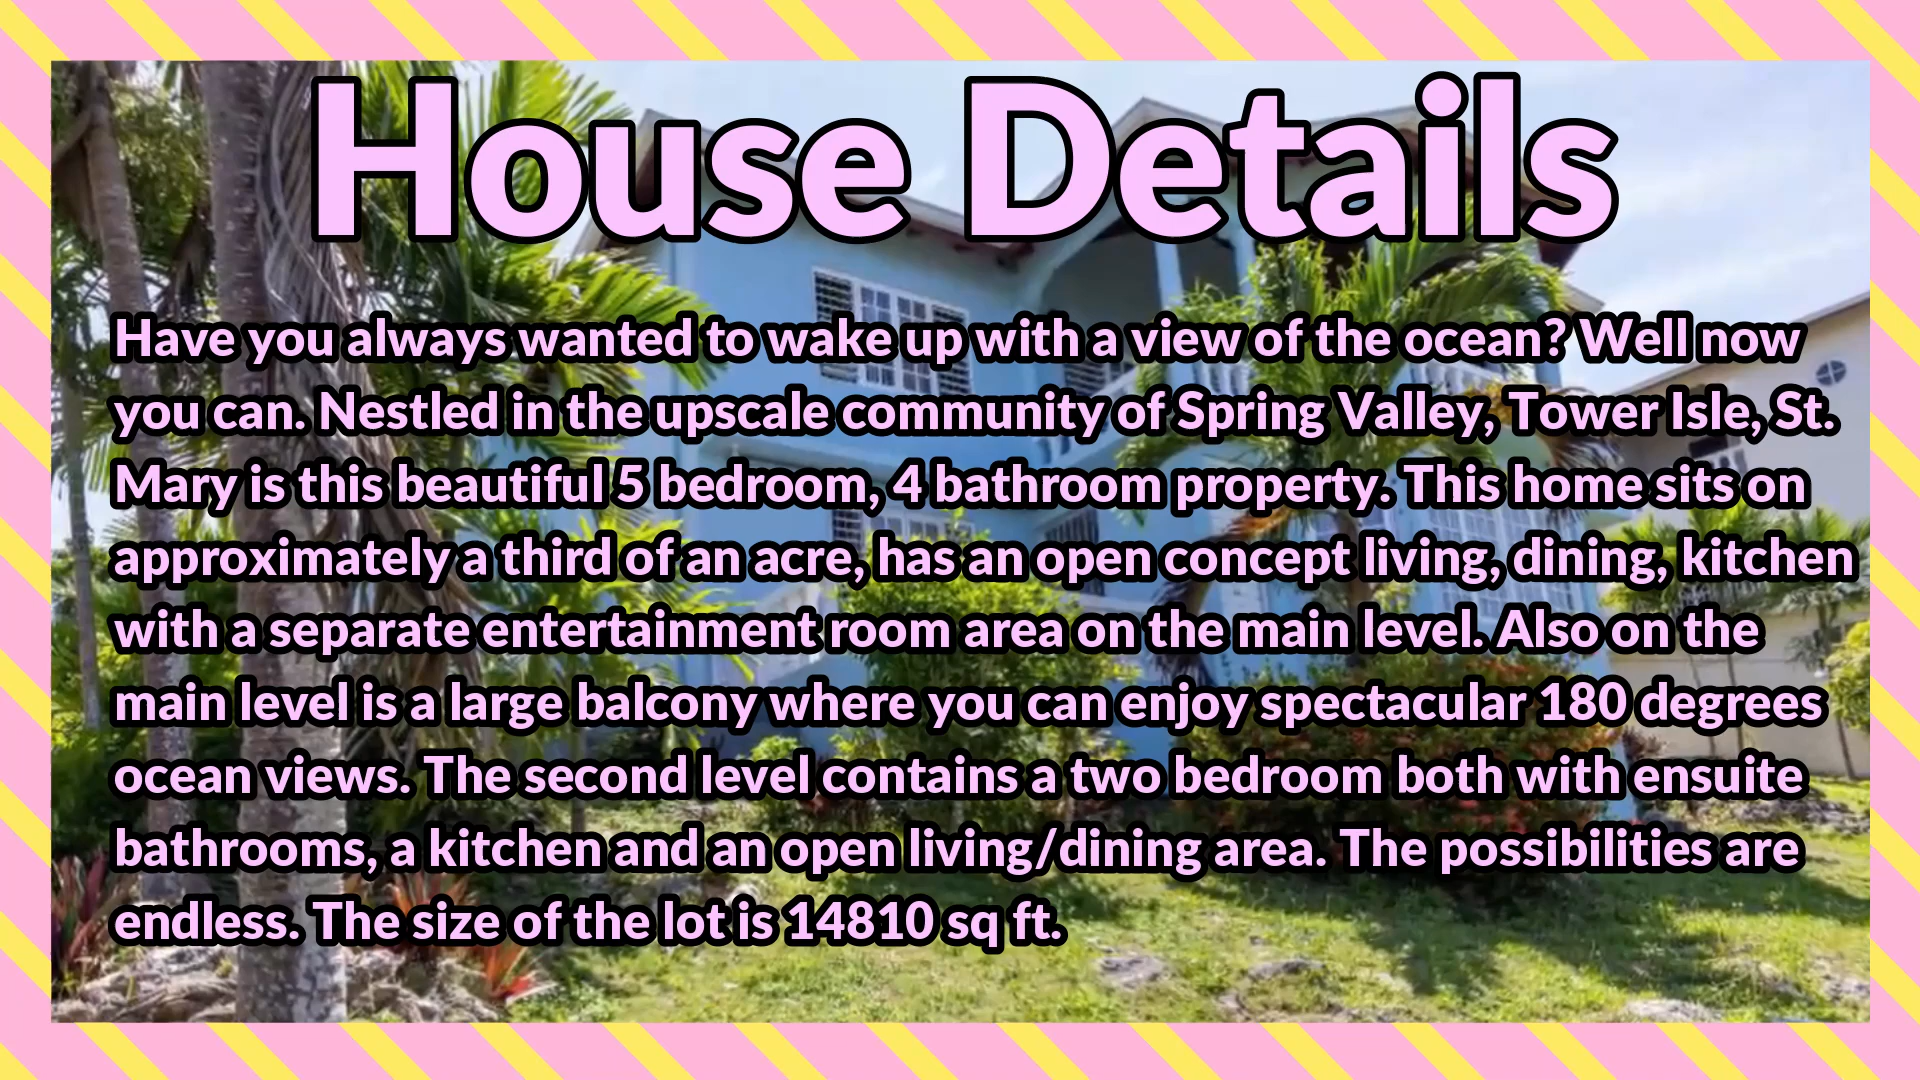 House Details
Have you always wanted to wake up with a view of the ocean? Well now
you can. Nestled in the upscale community of Spring Valley, Tower Isle, St.
Mary is this beautiful 5 bedroom, 4 bathroom property. This home sits on
approximately a third of an acre, has an open concept living, dining, kitchen
with a separate entertainment room area on the main level. Also on the
main level is a large balcony where you can enjoy spectacular 180 degrees
ocean views. The second level contains a two bedroom both with ensuite
bathrooms, a kitchen and an open living/dining area. The possibilities are
endless. The size of the lot is 14810 sq ft.